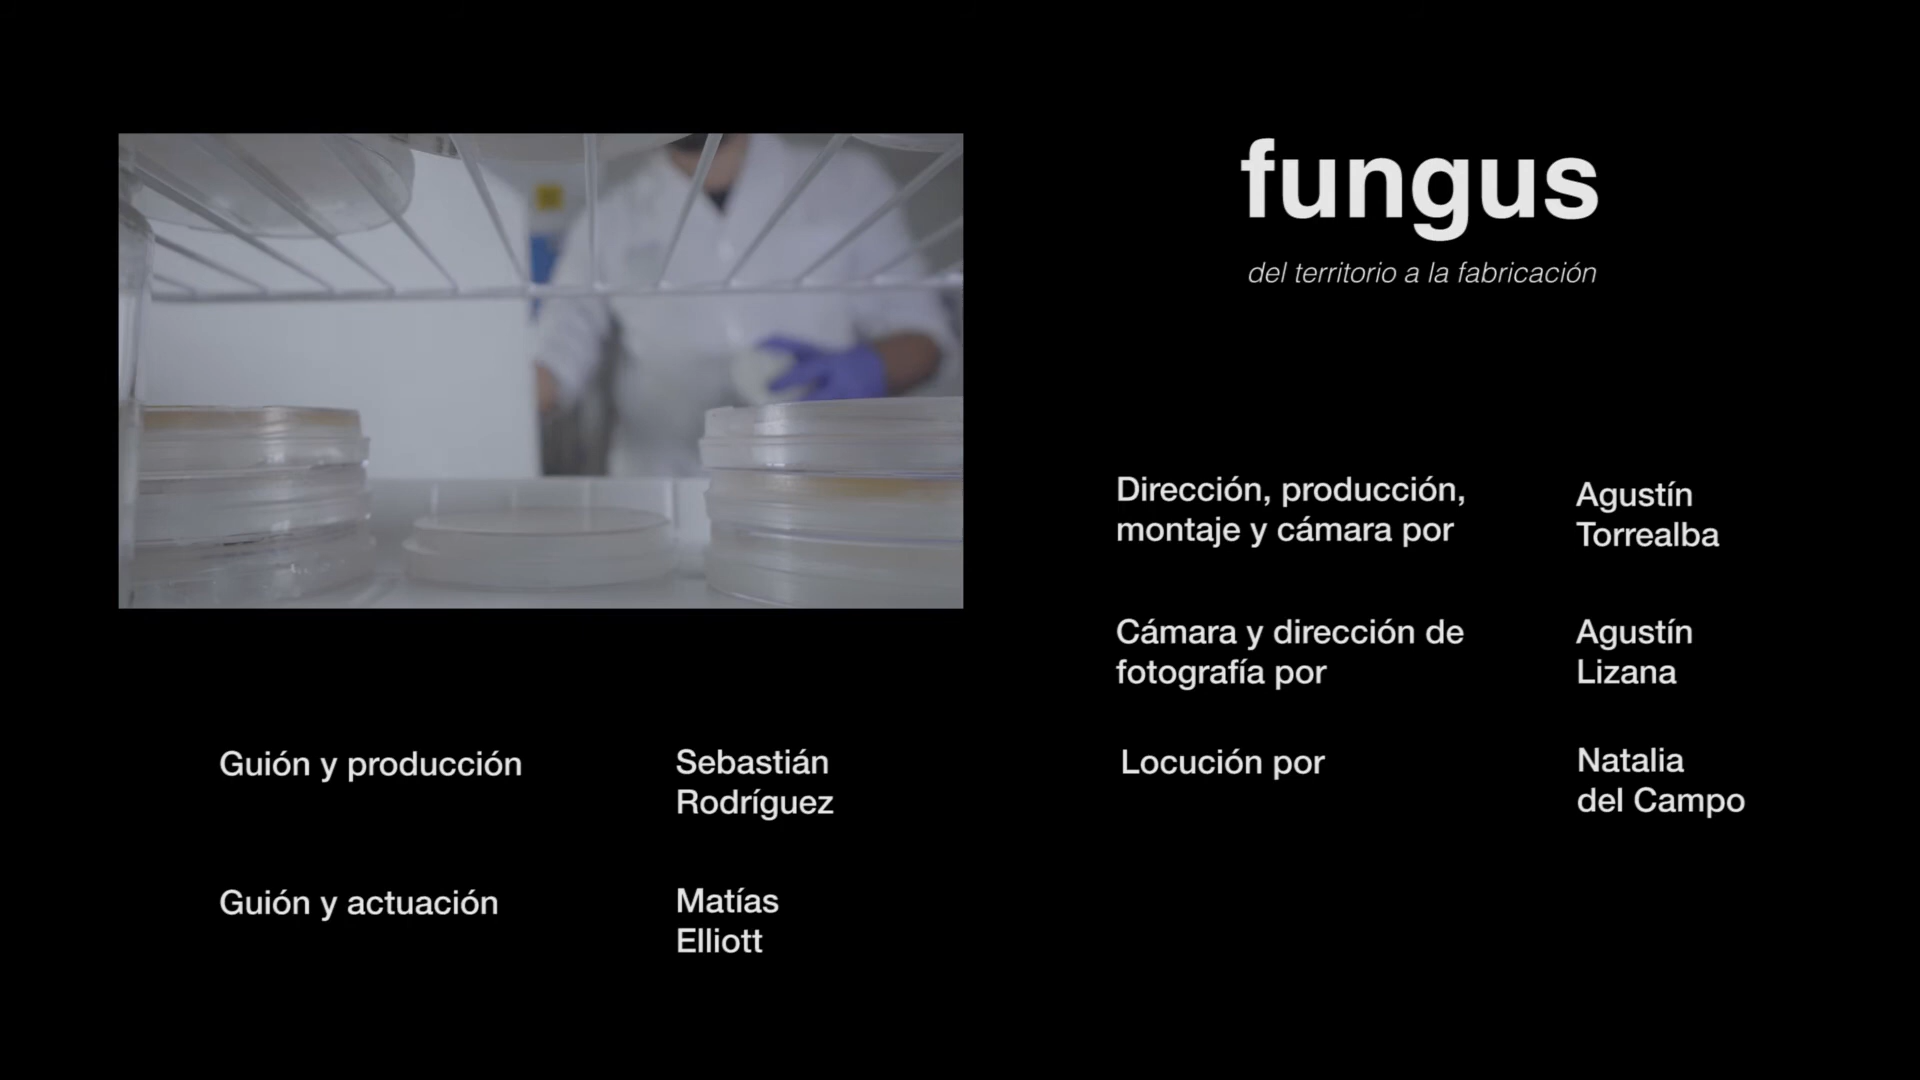 fungus
del territorio a la fabricación
Dirección, producción,
montaje y cámara por
Agustín
Torrealba
Cámara y dirección de
fotografía por
Agustín
Lizana
Locución por
Natalia
del Campo
Guión y producción
Sebastián
Rodríguez
Guión y actuación
Matías
Elliott